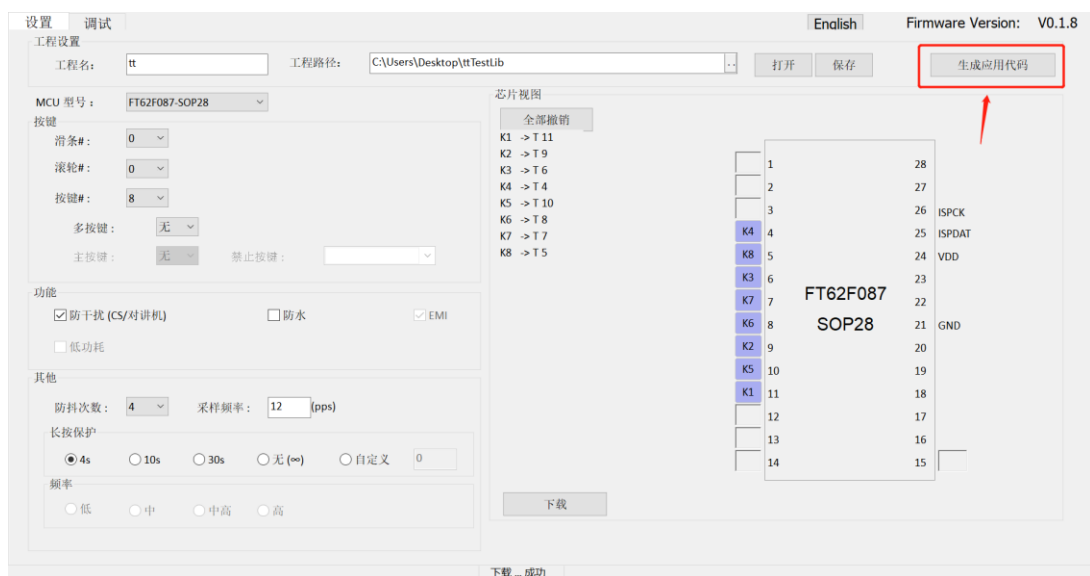 设置 调试 English Firmware Version: V0.1.8
工程设置
工程名: tt 工程路径: C:\Users\Desktop\ttTestLib .. 打开 保存 生成应用代码
MCU 型号: FT62F087-SOP28
按键
滑条#: 0
滚轮#: 0
按键#: 8
多按键: 无
主按键: 无 禁止按键:
功能
防干扰 (CS/对讲机) 防水 EMI
低功耗
其他
防抖次数: 4 采样频率: 12 (pps)
长按保护
4s 10s 30s 无 (∞) 自定义 0
频率
低 中 中高 高
芯片视图
全部撤销
K1 -> T 11
K2 -> T 9
K3 -> T 6
K4 -> T 4
K5 -> T 10
K6 -> T 8
K7 -> T 7
K8 -> T 5
1 28
2 27
3 26 ISPCK
K4 4 25 ISPDAT
K8 5 24 VDD
K3 6 23
K7 7 22
K6 8 21 GND
K2 9 20
K5 10 19
K1 11 18
12 17
13 16
14 15
FT62F087
SOP28
下载
下载 ... 成功